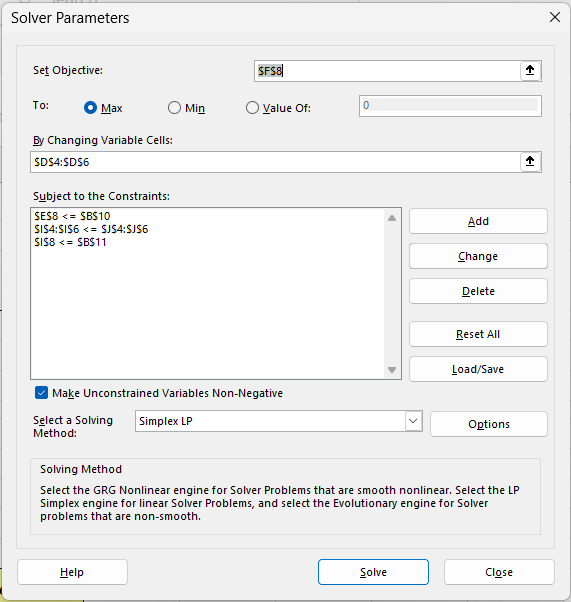 Solver Parameters
Set Objective:
$F$8
To:
Max
Min
Value Of:
0
By Changing Variable Cells:
$D$4:$D$6
Subject to the Constraints:
$E$8 <= $B$10
$I$4:$I$6 <= $J$4:$J$6
$I$8 <= $B$11
Add
Change
Delete
Reset All
Load/Save
Make Unconstrained Variables Non-Negative
Select a Solving
Method:
Simplex LP
Options
Solving Method
Select the GRG Nonlinear engine for Solver Problems that are smooth nonlinear. Select the LP
Simplex engine for linear Solver Problems, and select the Evolutionary engine for Solver
problems that are non-smooth.
Help
Solve
Close